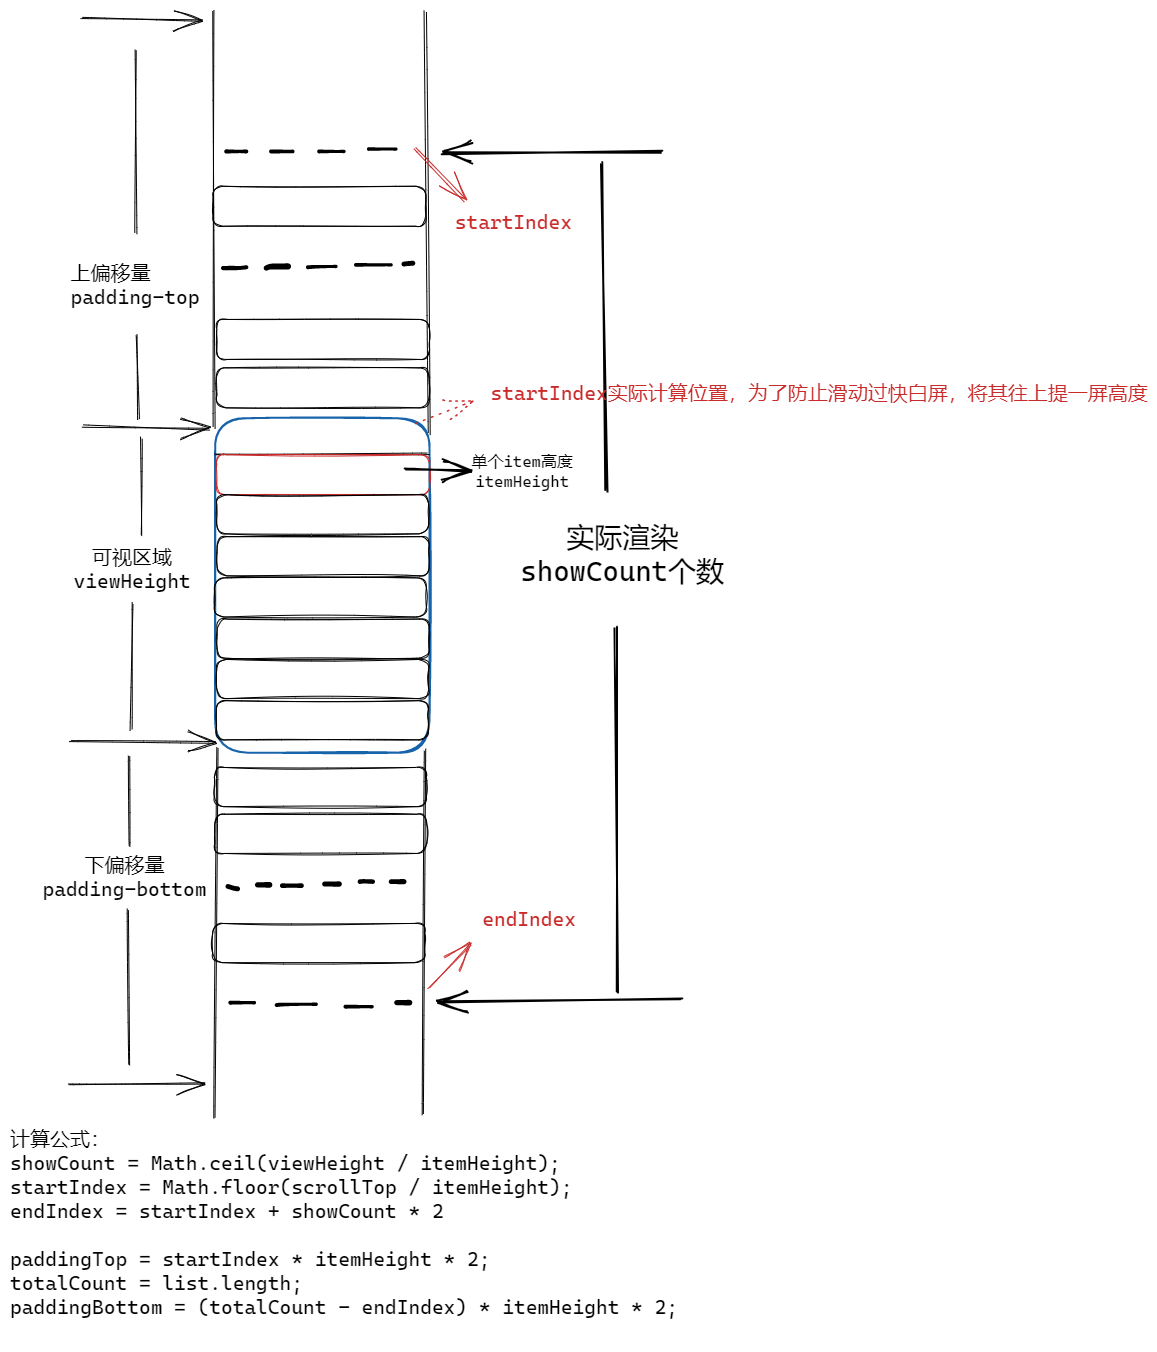 startIndex
上偏移量
padding-top
startIndex实际计算位置，为了防止滑动过快白屏，将其往上提一屏高度
单个item高度
itemHeight
实际渲染
showCount个数
可视区域
viewHeight
下偏移量
padding-bottom
endIndex
计算公式：
showCount = Math.ceil(viewHeight / itemHeight);
startIndex = Math.floor(scrollTop / itemHeight);
endIndex = startIndex + showCount * 2
paddingTop = startIndex * itemHeight * 2;
totalCount = list.length;
paddingBottom = (totalCount - endIndex) * itemHeight * 2;